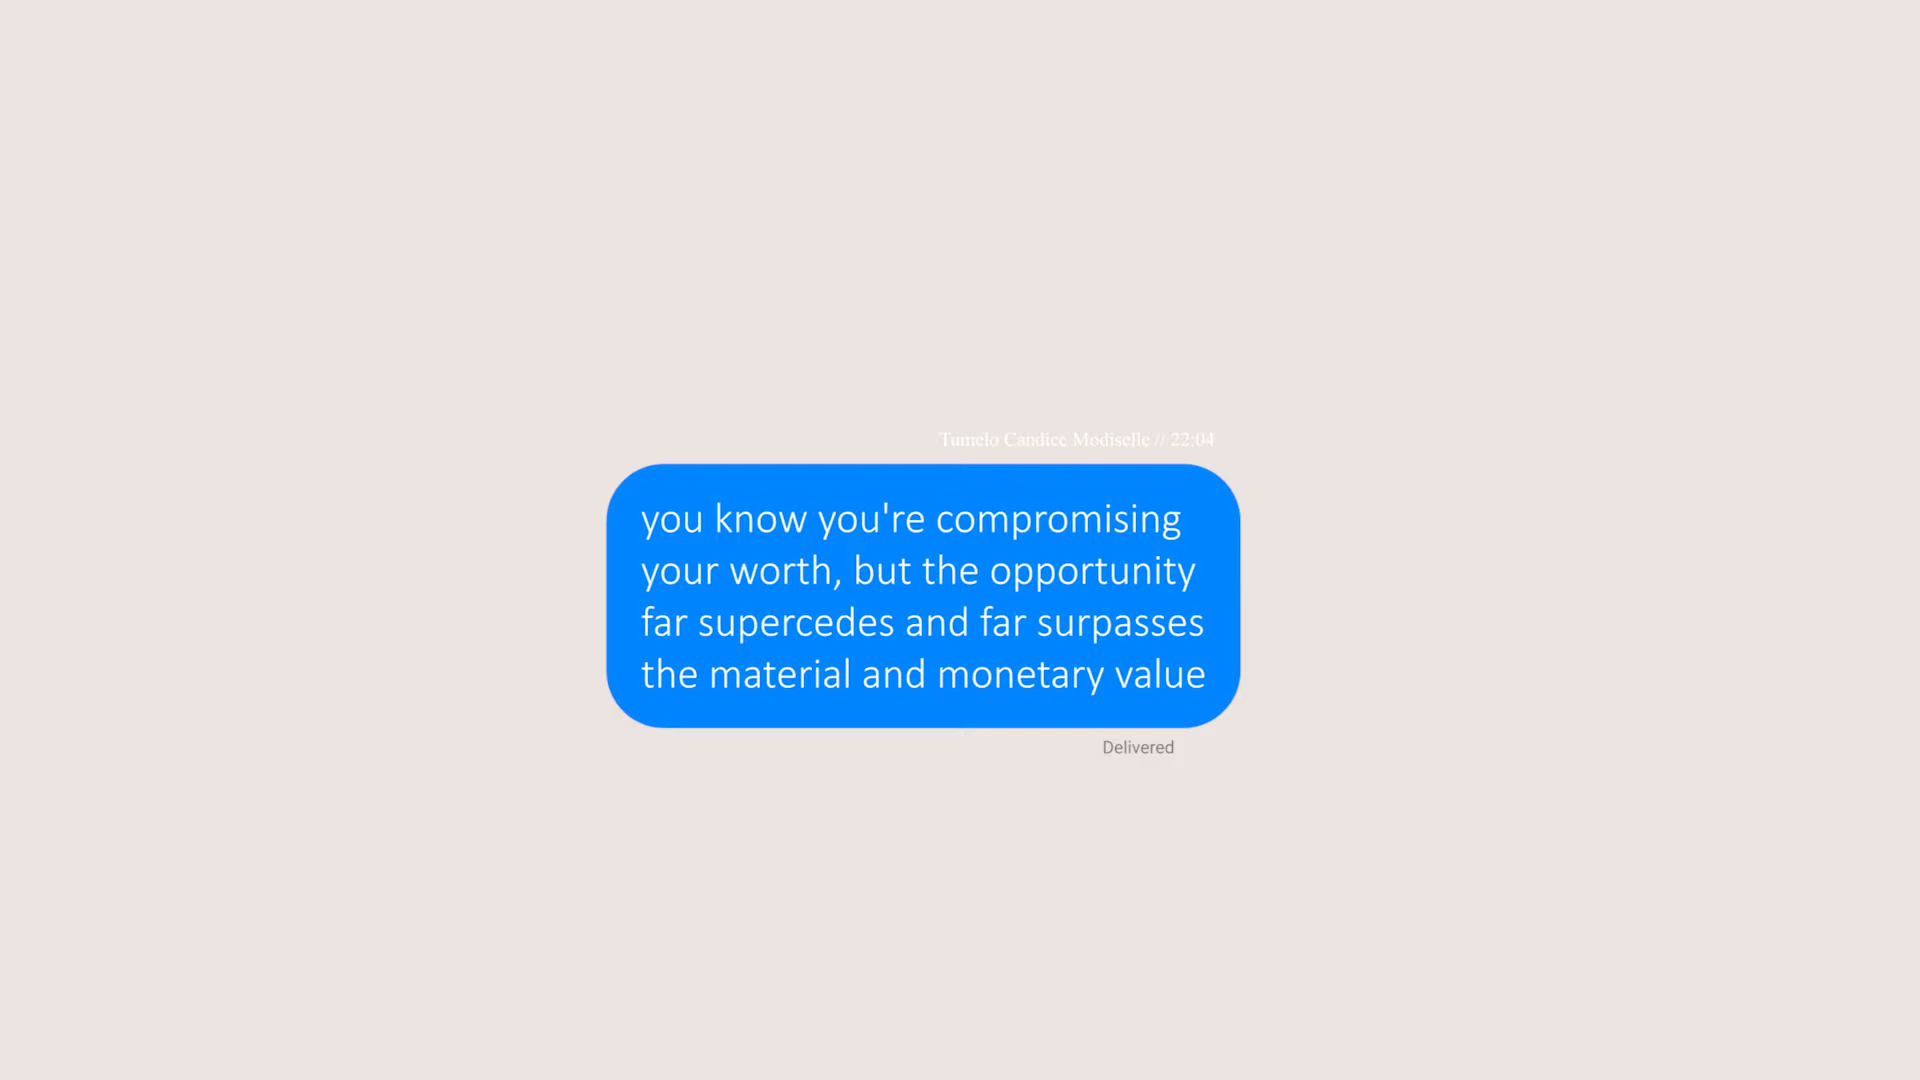 Tumelo Candice Modiselle // 22:04
you know you're compromising
your worth, but the opportunity
far supercedes and far surpasses
the material and monetary value
Delivered